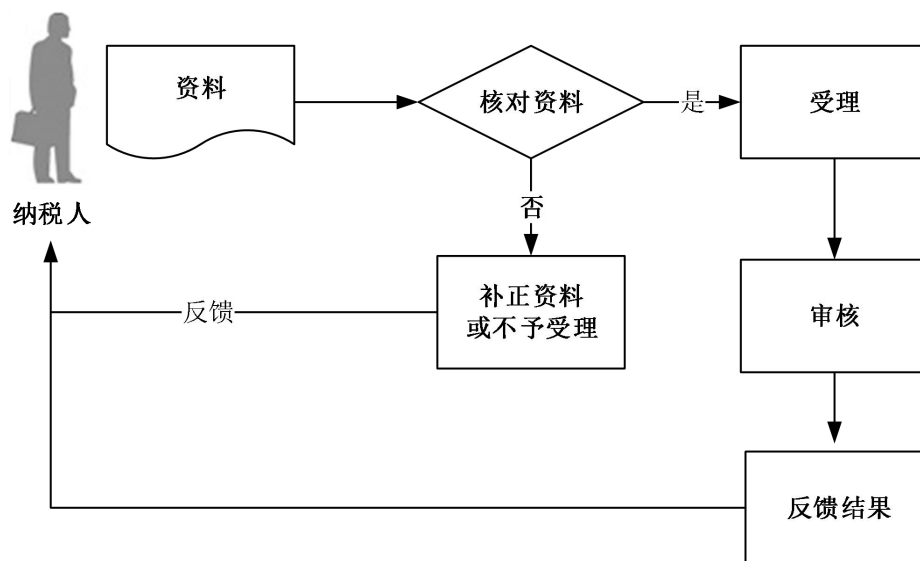 资料
核对资料
是
受理
纳税人
否
补正资料
或不予受理
反馈
审核
反馈结果